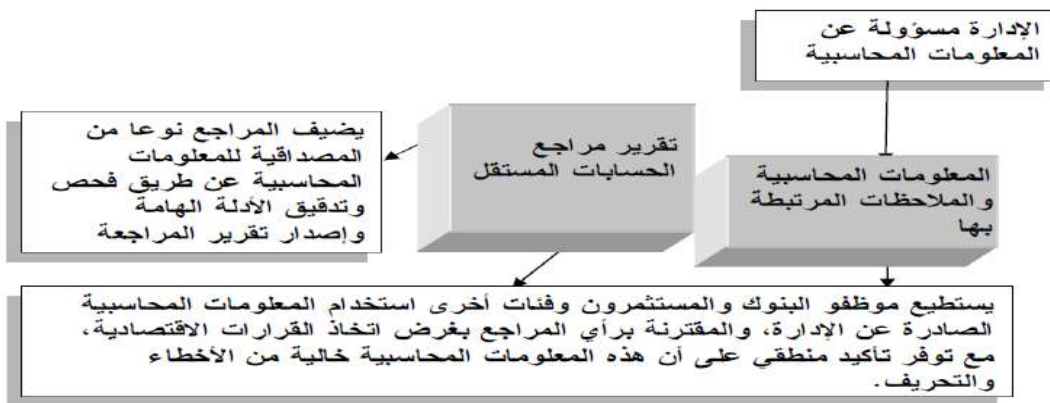 الإدارة مسؤولة عن
المعلومات المحاسبية
المعلومات المحاسبية
والملاحظات المرتبطة
بها
تقرير مراجع
الحسابات المستقل
يضيف المراجع نوعا من
المصداقية للمعلومات
المحاسبية عن طريق فحص
وتدقيق الأدلة الهامة
وإصدار تقرير المراجعة
يستطيع موظفو البنوك والمستثمرون وفئات أخرى استخدام المعلومات المحاسبية
الصادرة عن الإدارة، والمقترنة برأي المراجع بغرض اتخاذ القرارات الاقتصادية،
مع توفر تأكيد منطقي على أن هذه المعلومات المحاسبية خالية من الأخطاء
والتحريف.